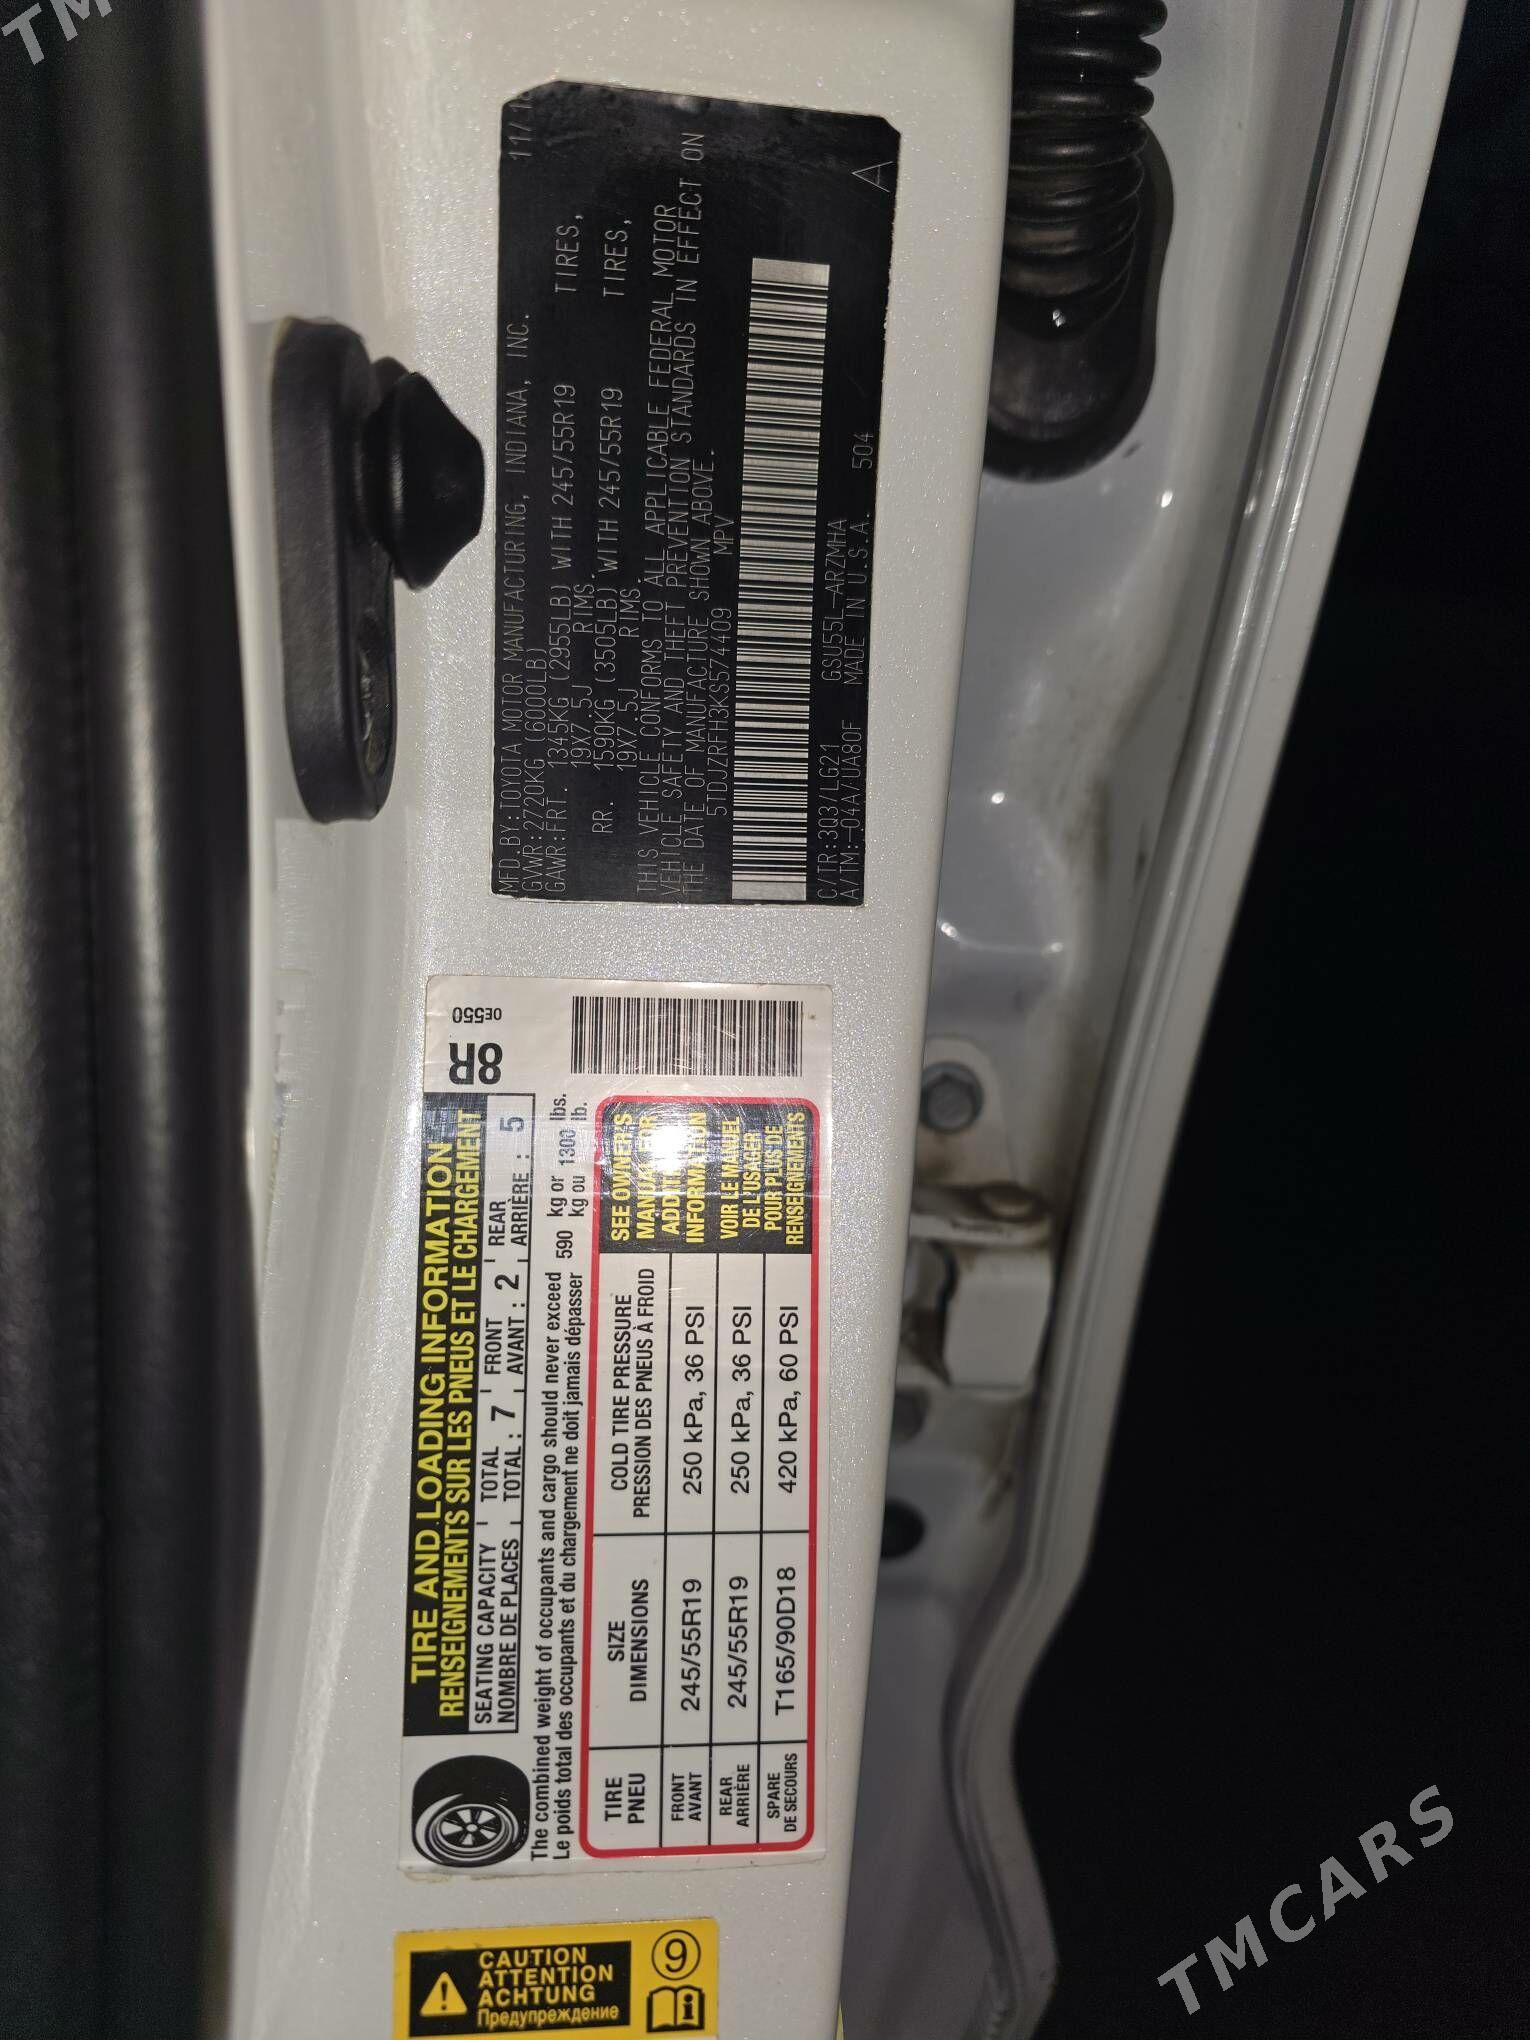 MFD.BY:TOYOTA MOTOR MANUFACTURING, INDIANA, INC. 11/1
GVWR:2720KG (6000LB)
GAWR:FRT. 1345KG (2955LB) WITH 245/55R19 TIRES,
19X7.5J RIMS.
RR. 1590KG (3505LB) WITH 245/55R19 TIRES,
19X7.5J RIMS.
THIS VEHICLE CONFORMS TO ALL APPLICABLE FEDERAL MOTOR
VEHICLE SAFETY AND THEFT PREVENTION STANDARDS IN EFFECT ON
THE DATE OF MANUFACTURE SHOWN ABOVE.
5TDJZRFH3KS574409 MPV
A
C/TR:3Q3/LG21 GSU55L-ARZMHA
A/TM:-04A/UA80F MADE IN U.S.A. 504
TIRE AND LOADING INFORMATION
RENSEIGNEMENTS SUR LES PNEUS ET LE CHARGEMENT
8R 0E550
SEATING CAPACITY TOTAL FRONT REAR
NOMBRE DE PLACES TOTAL : 7 AVANT : 2 ARRIÈRE : 5
The combined weight of occupants and cargo should never exceed 590 kg or 1300 lbs.
Le poids total des occupants et du chargement ne doit jamais dépasser kg ou lb.
TIRE
PNEU
SIZE
DIMENSIONS
COLD TIRE PRESSURE
PRESSION DES PNEUS À FROID
FRONT
AVANT
245/55R19
250 kPa, 36 PSI
REAR
ARRIÈRE
245/55R19
250 kPa, 36 PSI
SPARE
DE SECOURS
T165/90D18
420 kPa, 60 PSI
SEE OWNER'S
MANUAL FOR
INFORMATION
VOIR LE MANUEL
DE L'USAGER
POUR PLUS DE
RENSEIGNEMENTS
CAUTION
ATTENTION
ACHTUNG
Предупреждение
9
i
TM
TMCARS